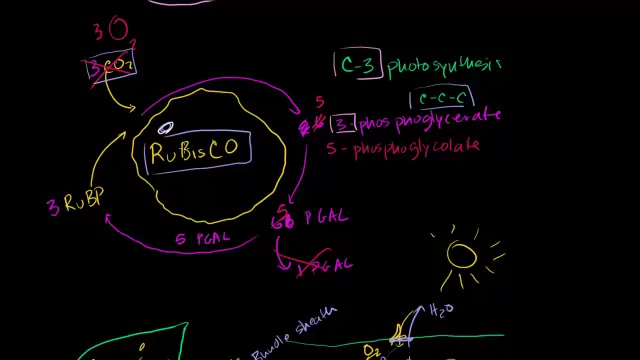 3 O2
3 CO2
C-3 photosynthesis
C-C-C
5
3-phosphoglycerate
RuBisCO
5-phosphoglycolate
3 RuBP
5 PGAL
5 PGAL
PGAL
H2O
Bundle sheath
O2